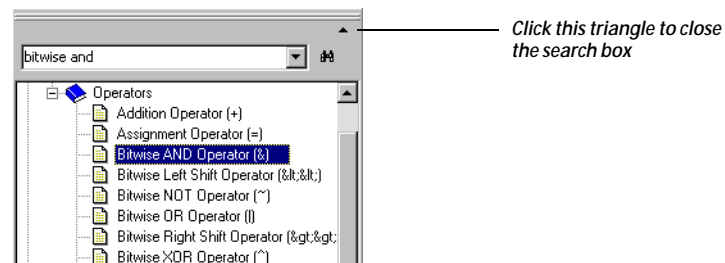 Click this triangle to close
the search box
bitwise and
Operators
Addition Operator (+)
Assignment Operator (=)
Bitwise AND Operator (&)
Bitwise Left Shift Operator (&lt;&lt;)
Bitwise NOT Operator (~)
Bitwise OR Operator (|)
Bitwise Right Shift Operator (&gt;&gt;
Bitwise XOR Operator (^)